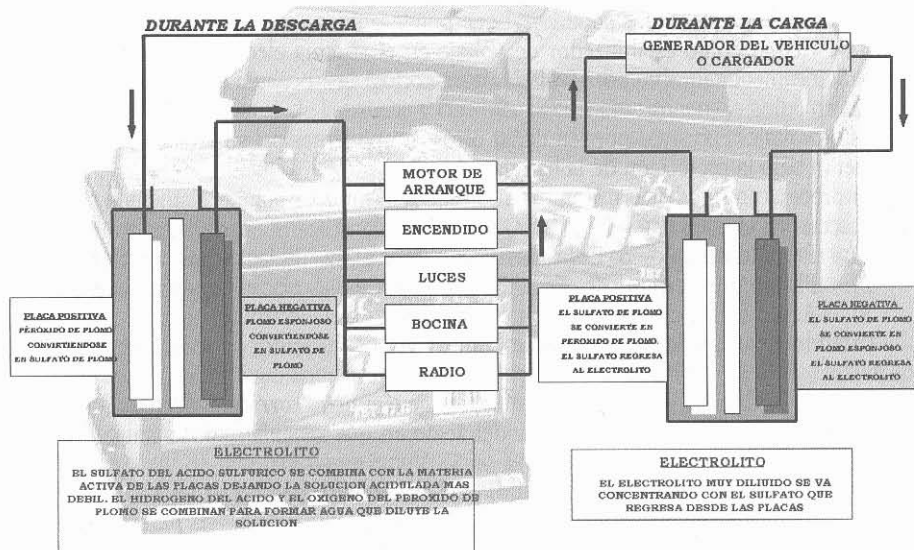 DURANTE LA DESCARGA
MOTOR DE
ARRANQUE
ENCENDIDO
LUCES
BOCINA
RADIO
PLACA POSITIVA
PERÓXIDO DE PLOMO
CONVIRTIENDOSE
EN SULFATO DE PLOMO
PLACA NEGATIVA
PLOMO ESPONJOSO
CONVIRTIENDOSE
EN SULFATO DE
PLOMO
ELECTROLITO
EL SULFATO DEL ACIDO SULFURICO SE COMBINA CON LA MATERIA
ACTIVA DE LAS PLACAS DEJANDO LA SOLUCION ACIDULADA MAS
DEBIL. EL HIDROGENO DEL ACIDO Y EL OXIGENO DEL PEROXIDO DE
PLOMO SE COMBINAN PARA FORMAR AGUA QUE DILUYE LA
SOLUCION
DURANTE LA CARGA
GENERADOR DEL VEHICULO
O CARGADOR
PLACA POSITIVA
EL SULFATO DE PLOMO
SE CONVIERTE EN
PEROXIDO DE PLOMO.
EL SULFATO REGRESA
AL ELECTROLITO
PLACA NEGATIVA
EL SULFATO DE PLOMO
SE CONVIERTE EN
PLOMO ESPONJOSO.
EL SULFATO REGRESA
AL ELECTROLITO
ELECTROLITO
EL ELECTROLITO MUY DILIUIDO SE VA
CONCENTRANDO CON EL SULFATO QUE
REGRESA DESDE LAS PLACAS